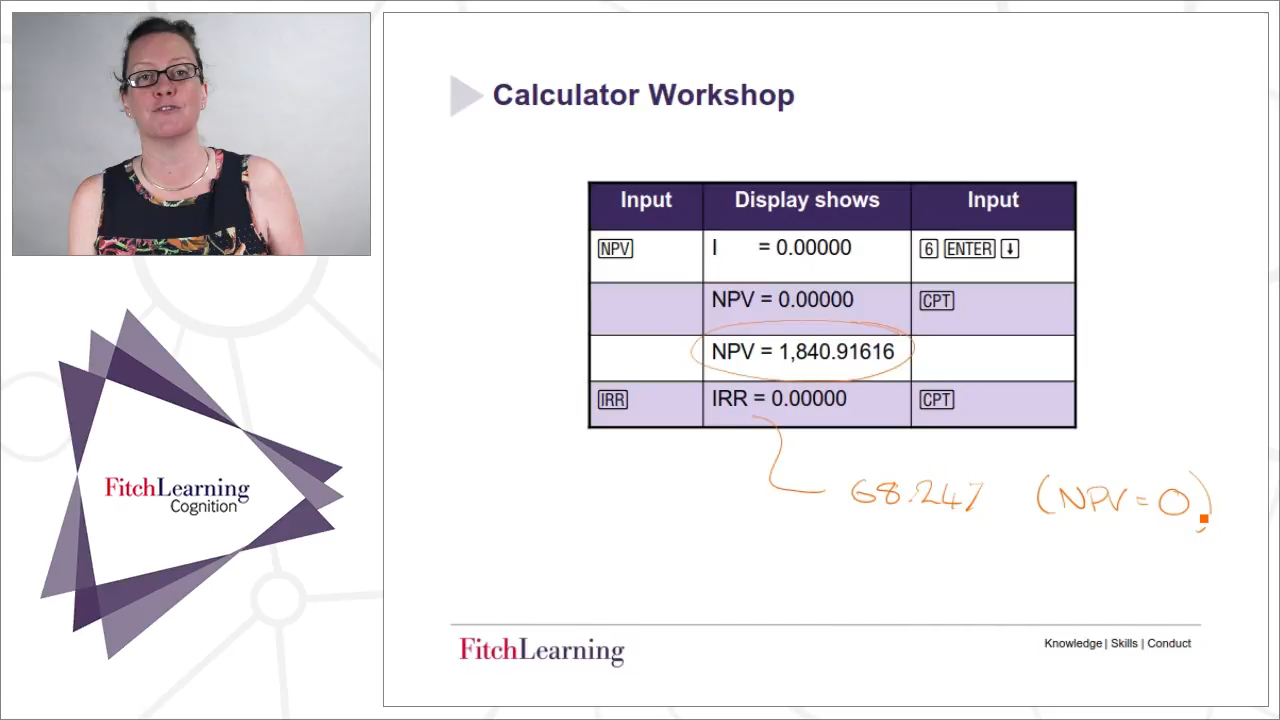 Calculator Workshop
Input Display shows Input
NPV I = 0.00000 6 ENTER ↓
NPV = 0.00000 CPT
NPV = 1,840.91616
IRR IRR = 0.00000 CPT
68.24% (NPV=0)
FitchLearning
Cognition
FitchLearning
Knowledge | Skills | Conduct